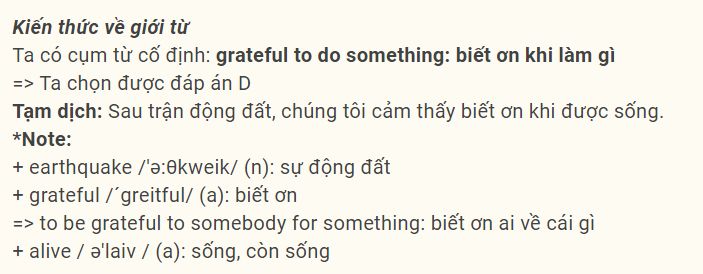 Kiến thức về giới từ
Ta có cụm từ cố định: grateful to do something: biết ơn khi làm gì
=> Ta chọn được đáp án D
Tạm dịch: Sau trận động đất, chúng tôi cảm thấy biết ơn khi được sống.
*Note:
+ earthquake /'ə:θkweik/ (n): sự động đất
+ grateful /´greitful/ (a): biết ơn
=> to be grateful to somebody for something: biết ơn ai về cái gì
+ alive / ə'laiv / (a): sống, còn sống